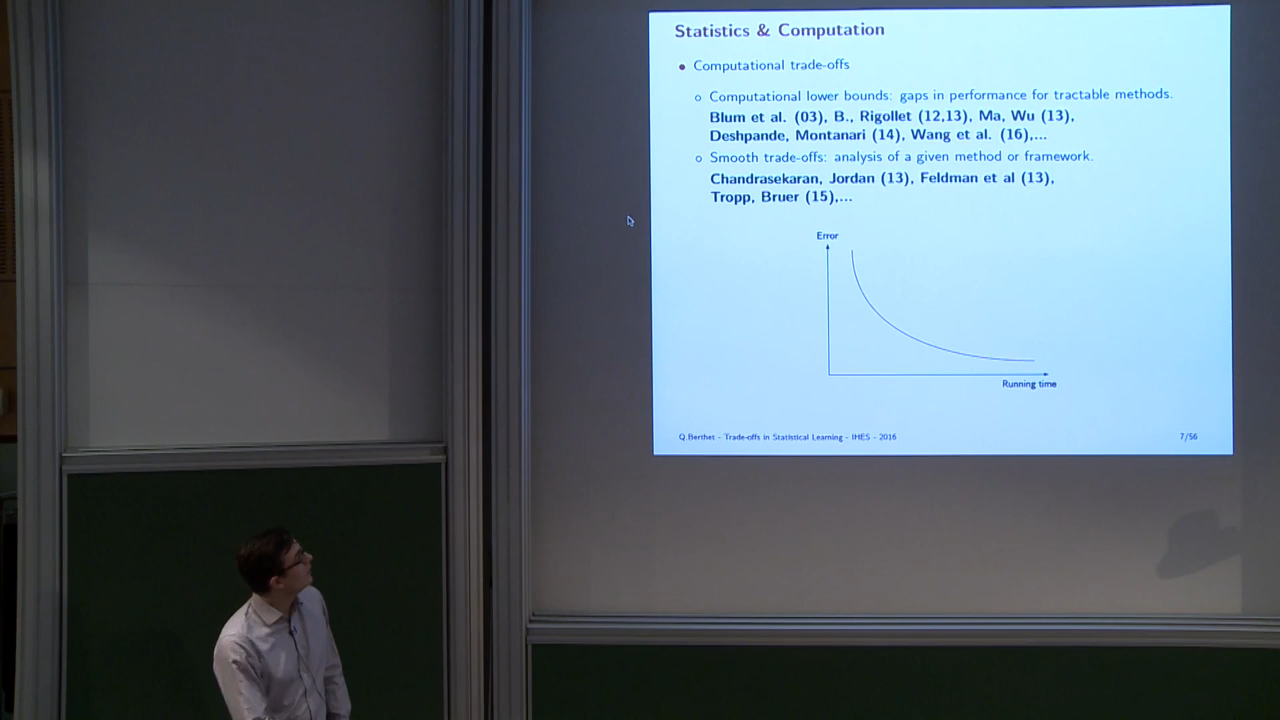 Statistics & Computation
• Computational trade-offs
○ Computational lower bounds: gaps in performance for tractable methods.
Blum et al. (03), B., Rigollet (12,13), Ma, Wu (13),
Deshpande, Montanari (14), Wang et al. (16),...
○ Smooth trade-offs: analysis of a given method or framework.
Chandrasekaran, Jordan (13), Feldman et al (13),
Tropp, Bruer (15),...
Error
Running time
Q.Berthet - Trade-offs in Statistical Learning - IHES - 2016
7/56